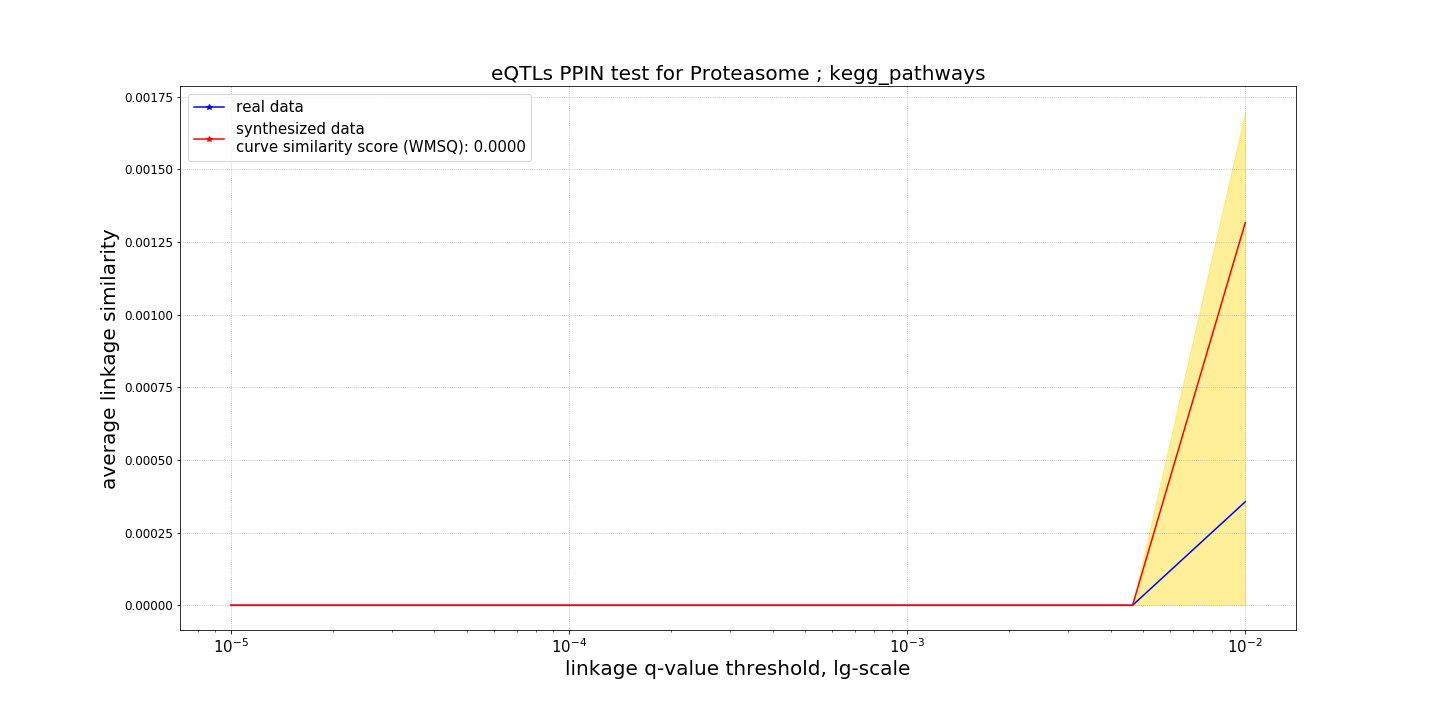 eQTLs PPIN test for Proteasome ; kegg_pathways
real data
synthesized data
curve similarity score (WMSQ): 0.0000
average linkage similarity
0.00175
0.00150
0.00125
0.00100
0.00075
0.00050
0.00025
0.00000
10⁻⁵ 10⁻⁴ 10⁻³ 10⁻²
linkage q-value threshold, lg-scale